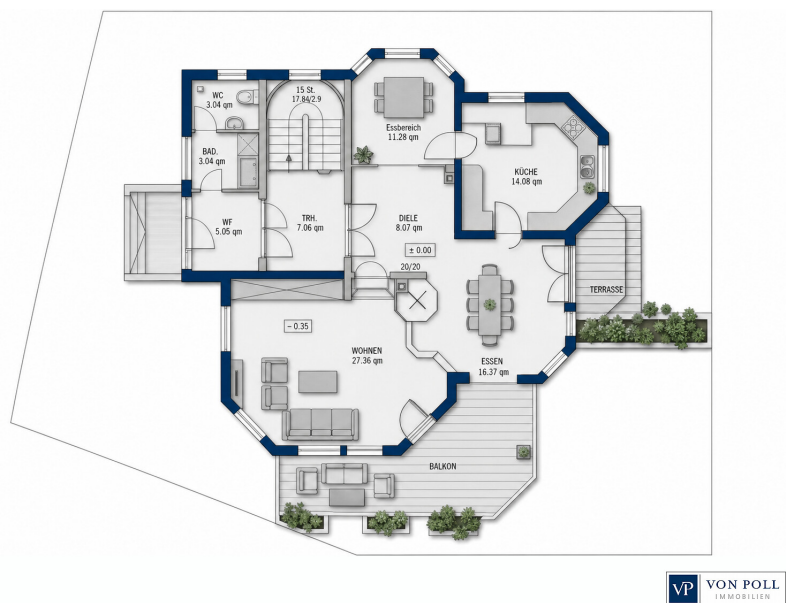 15 St.
17.84/2.9
WC
3.04 qm
Essbereich
11.28 qm
BAD.
3.04 qm
KÜCHE
14.08 qm
WF
5.05 qm
TRH.
7.06 qm
DIELE
8.07 qm
± 0.00
20/20
TERRASSE
− 0.35
WOHNEN
27.36 qm
ESSEN
16.37 qm
BALKON
VP
VON POLL
IMMOBILIEN